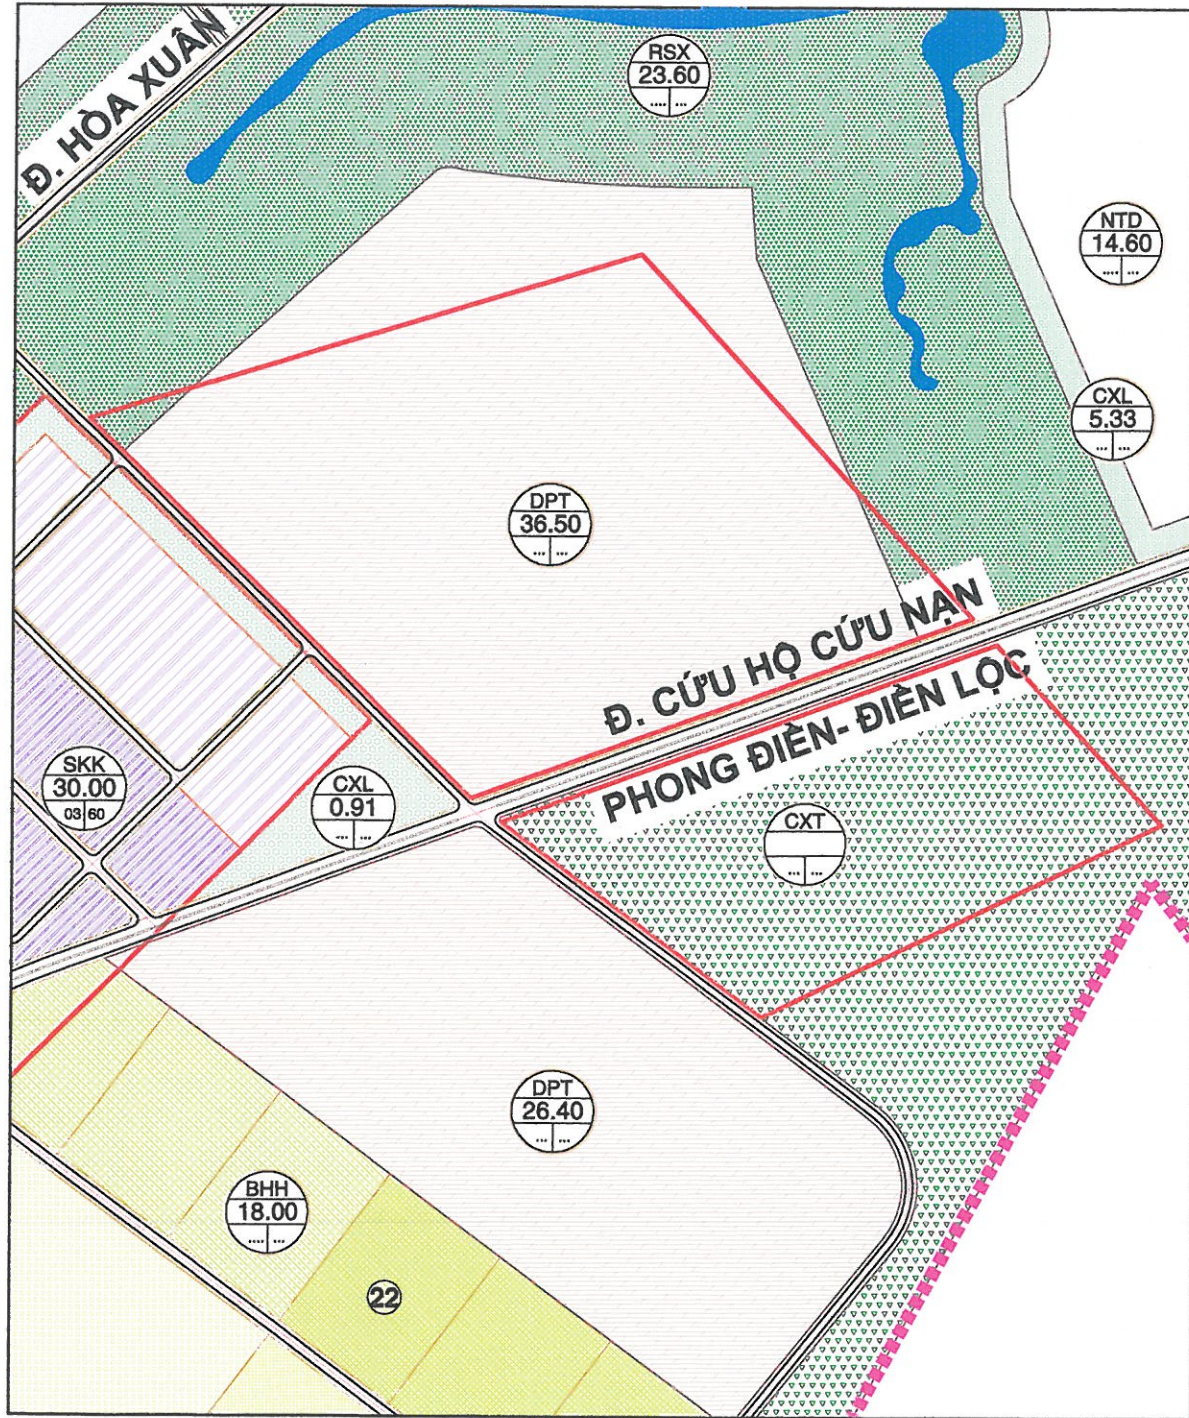 Đ. HÒA XUÂN
RSX
23.60
.... ...
NTD
14.60
.... ...
CXL
5.33
... ...
DPT
36.50
... ...
Đ. CỨU HỘ CỨU NẠN
PHONG ĐIỀN- ĐIỀN LỘC
SKK
30.00
03 60
CXL
0.91
... ...
CXT
... ...
DPT
26.40
... ...
BHH
18.00
.... ...
22